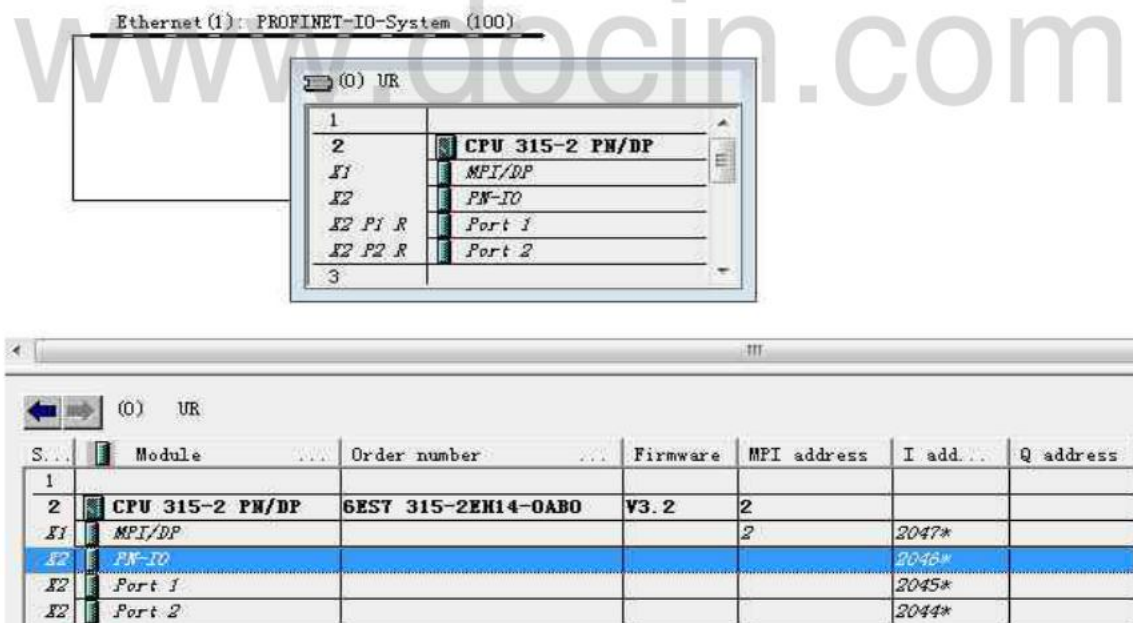 www.docin.com
Ethernet(1): PROFINET-IO-System (100)
(0) UR
1
2 CPU 315-2 PN/DP
X1 MPI/DP
X2 PN-IO
X2 P1 R Port 1
X2 P2 R Port 2
3
(0) UR
S... Module ... Order number ... Firmware MPI address I add... Q address
1
2 CPU 315-2 PN/DP 6ES7 315-2EH14-0AB0 V3.2 2
X1 MPI/DP 2 2047*
X2 PN-IO 2046*
X2 Port 1 2045*
X2 Port 2 2044*